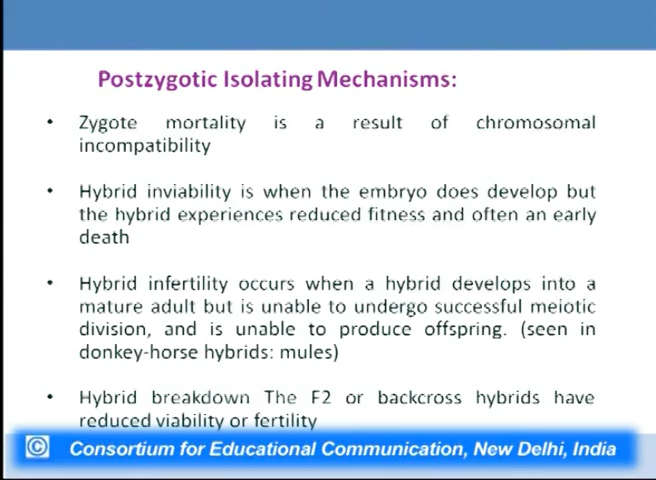 Postzygotic Isolating Mechanisms:
• Zygote mortality is a result of chromosomal
incompatibility
• Hybrid inviability is when the embryo does develop but
the hybrid experiences reduced fitness and often an early
death
• Hybrid infertility occurs when a hybrid develops into a
mature adult but is unable to undergo successful meiotic
division, and is unable to produce offspring. (seen in
donkey-horse hybrids: mules)
• Hybrid breakdown The F2 or backcross hybrids have
reduced viability or fertility
© Consortium for Educational Communication, New Delhi, India